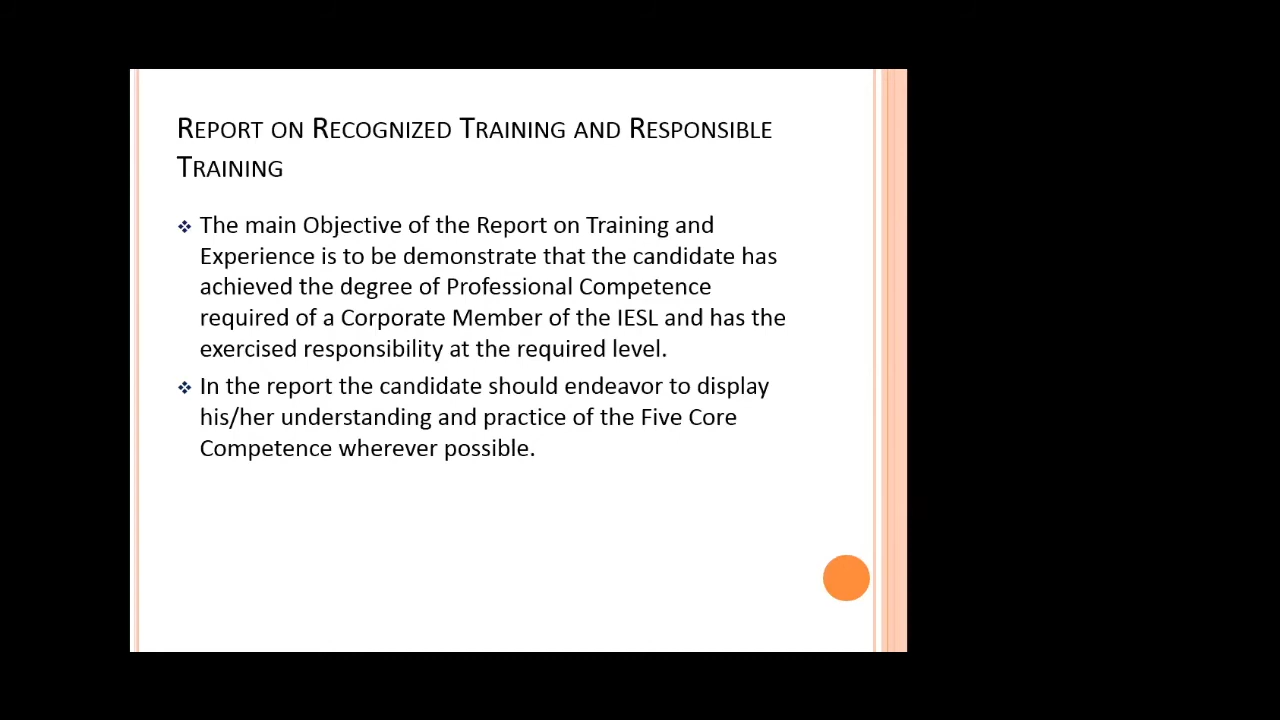 Report on Recognized Training and Responsible
Training
The main Objective of the Report on Training and
Experience is to be demonstrate that the candidate has
achieved the degree of Professional Competence
required of a Corporate Member of the IESL and has the
exercised responsibility at the required level.
In the report the candidate should endeavor to display
his/her understanding and practice of the Five Core
Competence wherever possible.